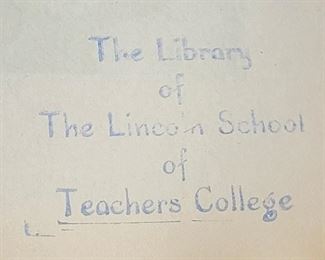 The Library
of
The Lincoln School
of
Teachers College